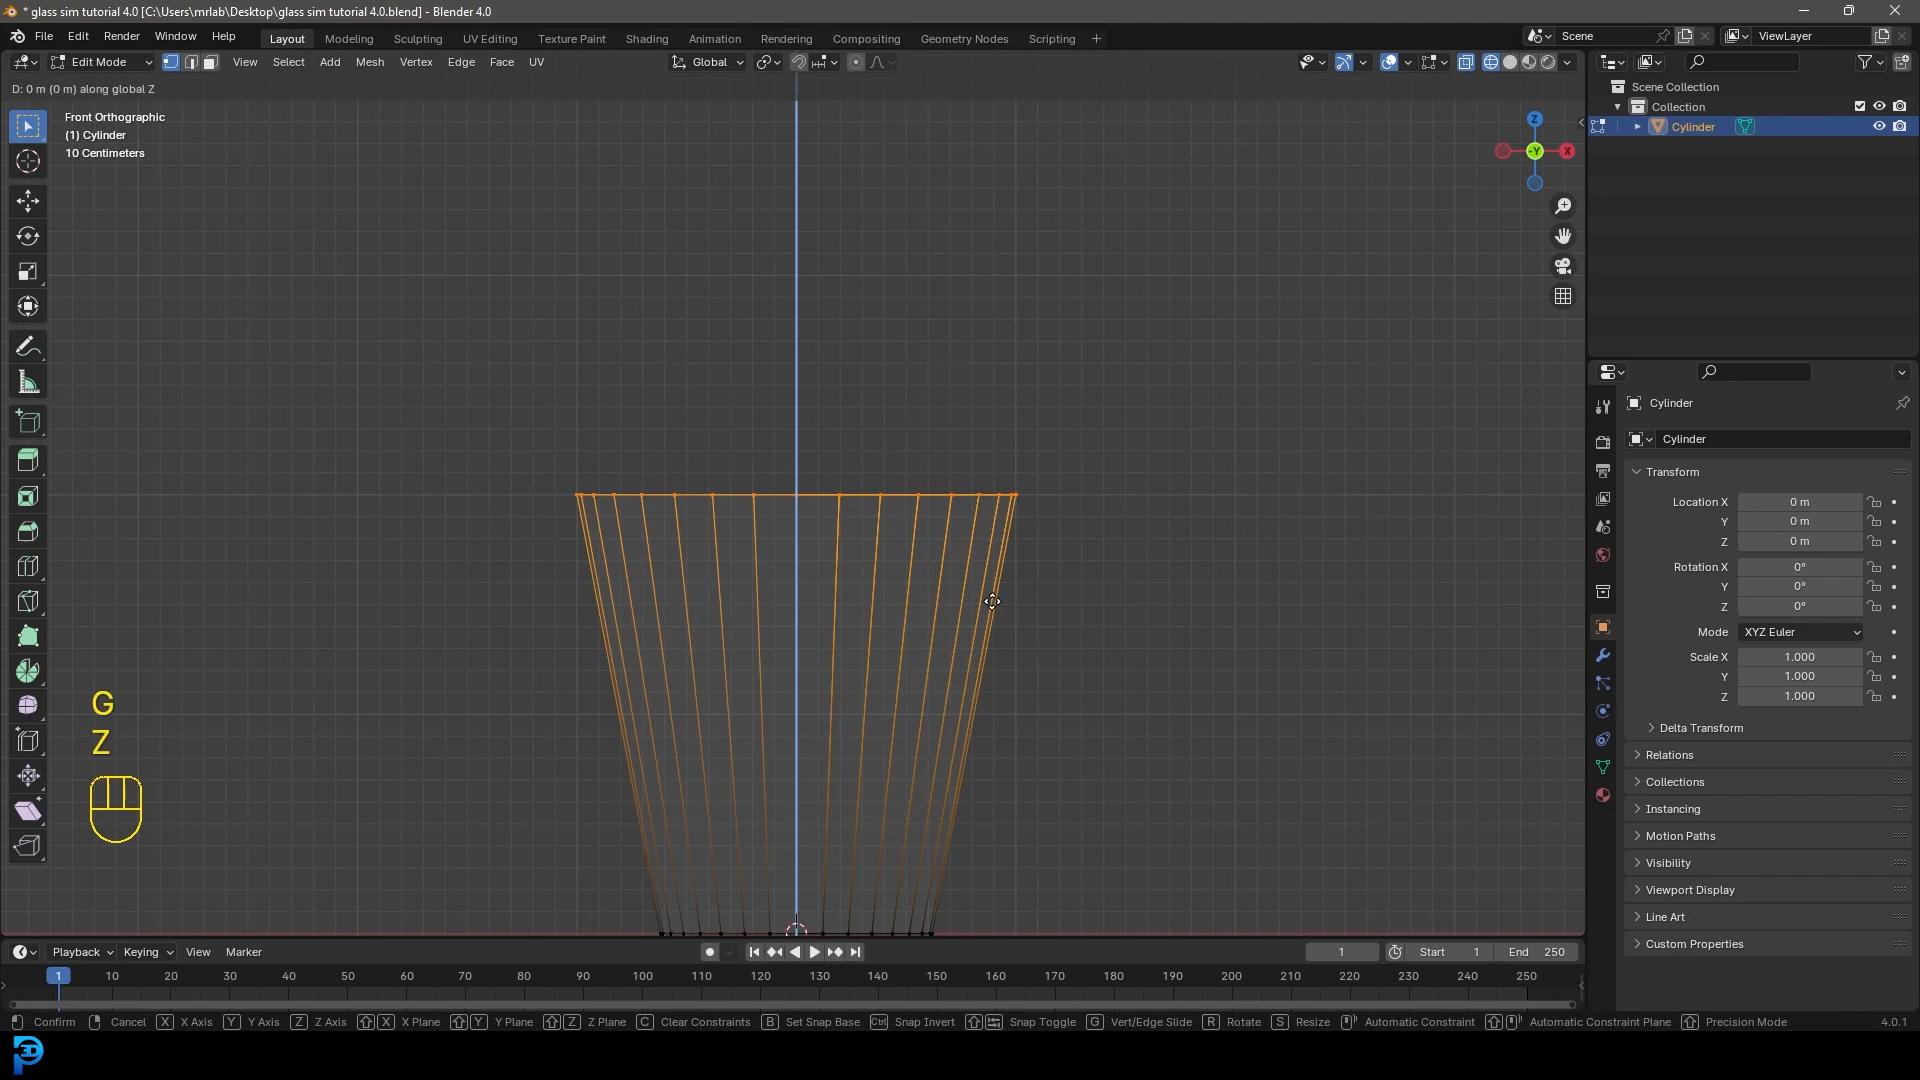 * glass sim tutorial 4.0 [C:\Users\mrlab\Desktop\glass sim tutorial 4.0.blend] - Blender 4.0
File Edit Render Window Help Layout Modeling Sculpting UV Editing Texture Paint Shading Animation Rendering Compositing Geometry Nodes Scripting + Scene ViewLayer
Edit Mode View Select Add Mesh Vertex Edge Face UV Global
D: 0 m (0 m) along global Z
Front Orthographic
(1) Cylinder
10 Centimeters
Z
-Y X
G
Z
Scene Collection
Collection
Cylinder
Cylinder
Cylinder
Transform
Location X 0 m
Y 0 m
Z 0 m
Rotation X 0°
Y 0°
Z 0°
Mode XYZ Euler
Scale X 1.000
Y 1.000
Z 1.000
Delta Transform
Relations
Collections
Instancing
Motion Paths
Visibility
Viewport Display
Line Art
Custom Properties
Playback Keying View Marker 1 Start 1 End 250
1 10 20 30 40 50 60 70 80 90 100 110 120 130 140 150 160 170 180 190 200 210 220 230 240 250
Confirm Cancel X X Axis Y Y Axis Z Z Axis X X Plane Y Y Plane Z Z Plane C Clear Constraints B Set Snap Base Ctrl Snap Invert Snap Toggle G Vert/Edge Slide R Rotate S Resize Automatic Constraint Automatic Constraint Plane Precision Mode 4.0.1
P3D